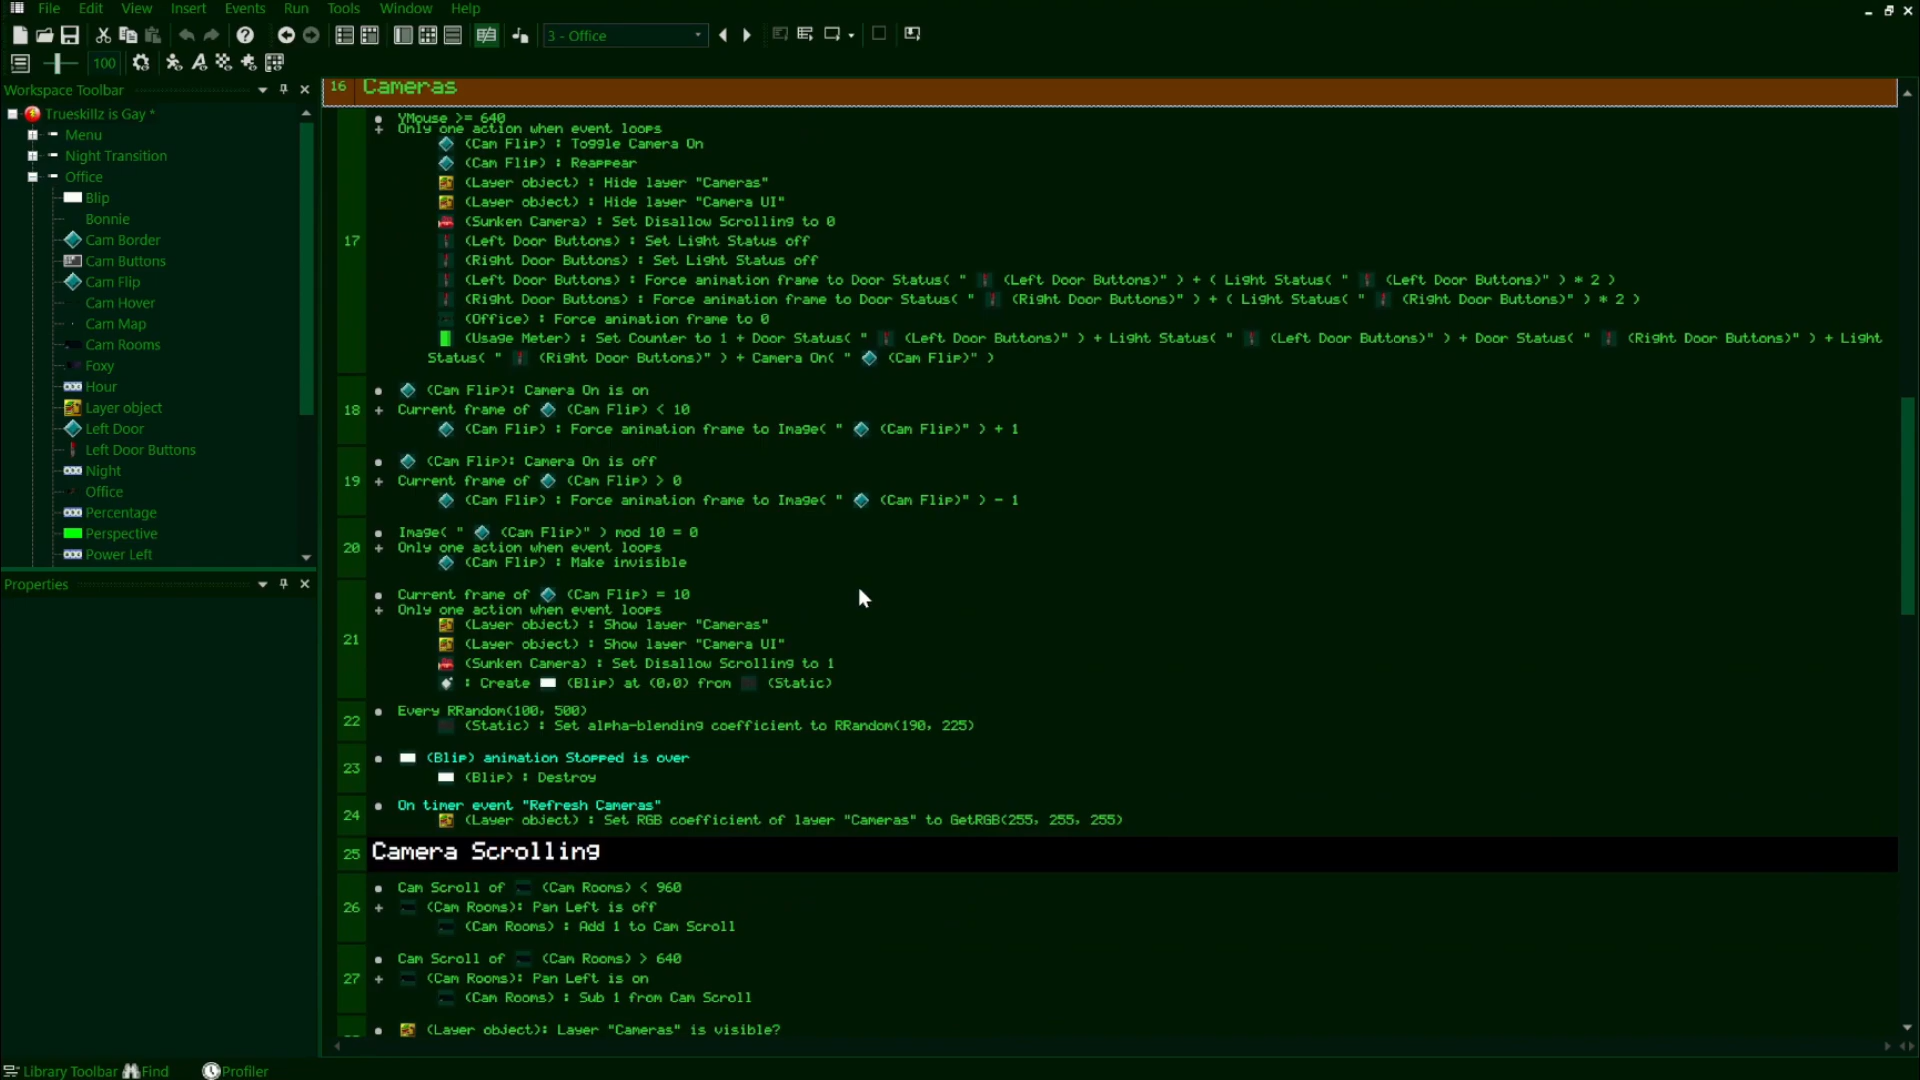 File Edit View Insert Events Run Tools Window Help
3 - Office
100
Workspace Toolbar
Trueskillz is Gay *
Menu
Night Transition
Office
Blip
Bonnie
Cam Border
Cam Buttons
Cam Flip
Cam Hover
Cam Map
Cam Rooms
Foxy
Hour
Layer object
Left Door
Left Door Buttons
Night
Office
Percentage
Perspective
Power Left
Properties
16 Cameras
17
YMouse >= 640
+ Only one action when event loops
(Cam Flip) : Toggle Camera On
(Cam Flip) : Reappear
(Layer object) : Hide layer "Cameras"
(Layer object) : Hide layer "Camera UI"
(Sunken Camera) : Set Disallow Scrolling to 0
(Left Door Buttons) : Set Light Status off
(Right Door Buttons) : Set Light Status off
(Left Door Buttons) : Force animation frame to Door Status( " (Left Door Buttons)" ) + ( Light Status( " (Left Door Buttons)" ) * 2 )
(Right Door Buttons) : Force animation frame to Door Status( " (Right Door Buttons)" ) + ( Light Status( " (Right Door Buttons)" ) * 2 )
(Office) : Force animation frame to 0
(Usage Meter) : Set Counter to 1 + Door Status( " (Left Door Buttons)" ) + Light Status( " (Left Door Buttons)" ) + Door Status( " (Right Door Buttons)" ) + Light
Status( " (Right Door Buttons)" ) + Camera On( " (Cam Flip)" )
18
(Cam Flip): Camera On is on
+ Current frame of (Cam Flip) < 10
(Cam Flip) : Force animation frame to Image( " (Cam Flip)" ) + 1
19
(Cam Flip): Camera On is off
+ Current frame of (Cam Flip) > 0
(Cam Flip) : Force animation frame to Image( " (Cam Flip)" ) - 1
20
Image( " (Cam Flip)" ) mod 10 = 0
+ Only one action when event loops
(Cam Flip) : Make invisible
21
Current frame of (Cam Flip) = 10
+ Only one action when event loops
(Layer object) : Show layer "Cameras"
(Layer object) : Show layer "Camera UI"
(Sunken Camera) : Set Disallow Scrolling to 1
: Create (Blip) at (0,0) from (Static)
22
Every RRandom(100, 500)
(Static) : Set alpha-blending coefficient to RRandom(190, 225)
23
(Blip) animation Stopped is over
(Blip) : Destroy
24
On timer event "Refresh Cameras"
(Layer object) : Set RGB coefficient of layer "Cameras" to GetRGB(255, 255, 255)
25 Camera Scrolling
26
Cam Scroll of (Cam Rooms) < 960
+ (Cam Rooms): Pan Left is off
(Cam Rooms) : Add 1 to Cam Scroll
27
Cam Scroll of (Cam Rooms) > 640
+ (Cam Rooms): Pan Left is on
(Cam Rooms) : Sub 1 from Cam Scroll
(Layer object): Layer "Cameras" is visible?
Library Toolbar Find Profiler